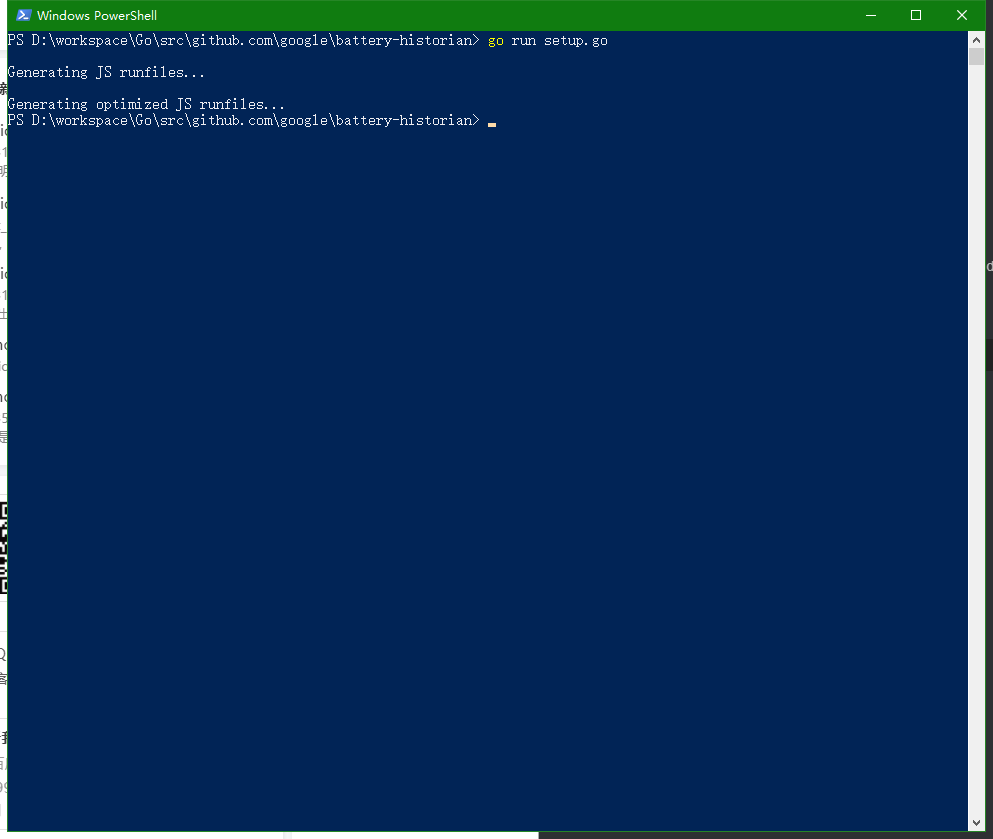 Windows PowerShell
PS D:\workspace\Go\src\github.com\google\battery-historian> go run setup.go
Generating JS runfiles...
Generating optimized JS runfiles...
PS D:\workspace\Go\src\github.com\google\battery-historian>